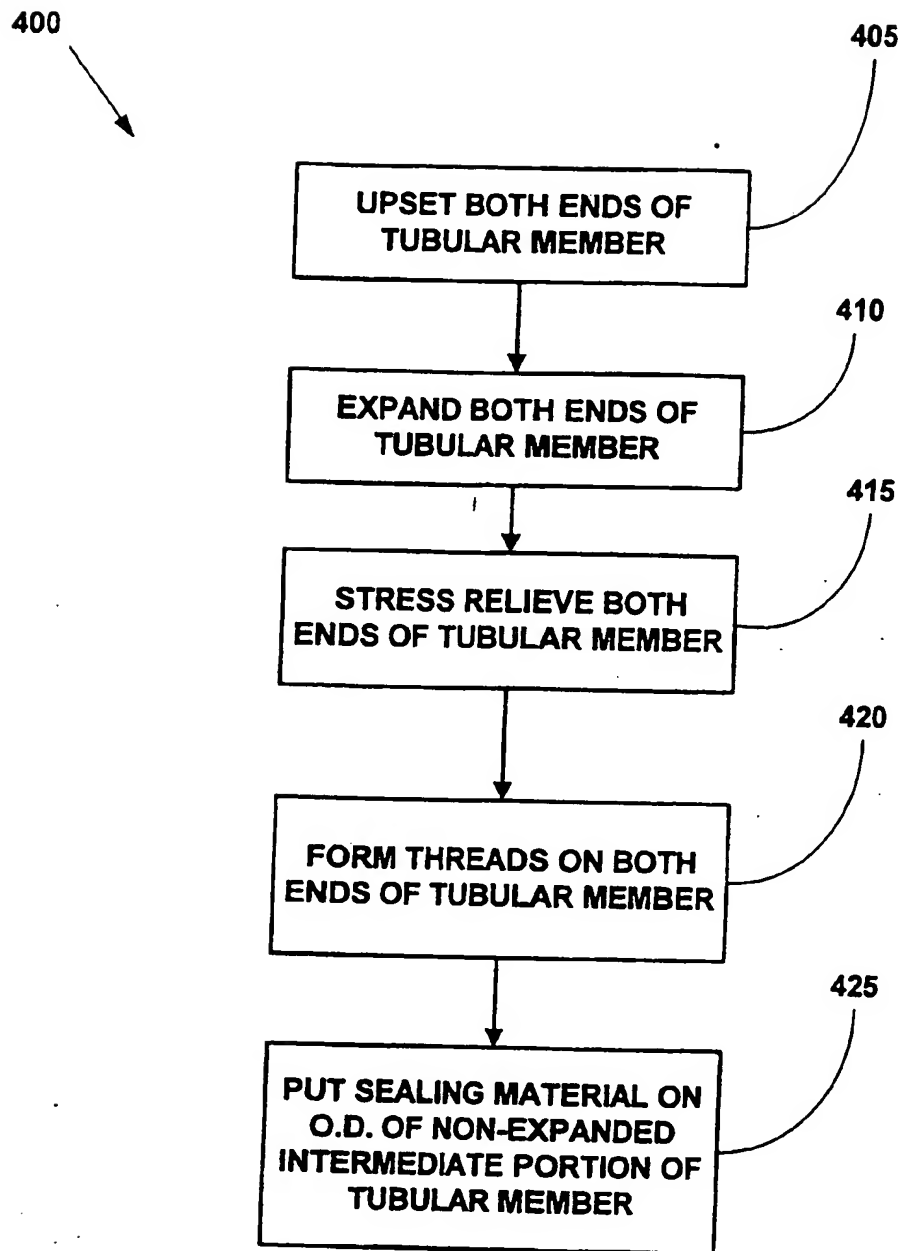 400
405
UPSET BOTH ENDS OF
TUBULAR MEMBER
410
EXPAND BOTH ENDS OF
TUBULAR MEMBER
415
STRESS RELIEVE BOTH
ENDS OF TUBULAR MEMBER
420
FORM THREADS ON BOTH
ENDS OF TUBULAR MEMBER
425
PUT SEALING MATERIAL ON
O.D. OF NON-EXPANDED
INTERMEDIATE PORTION OF
TUBULAR MEMBER